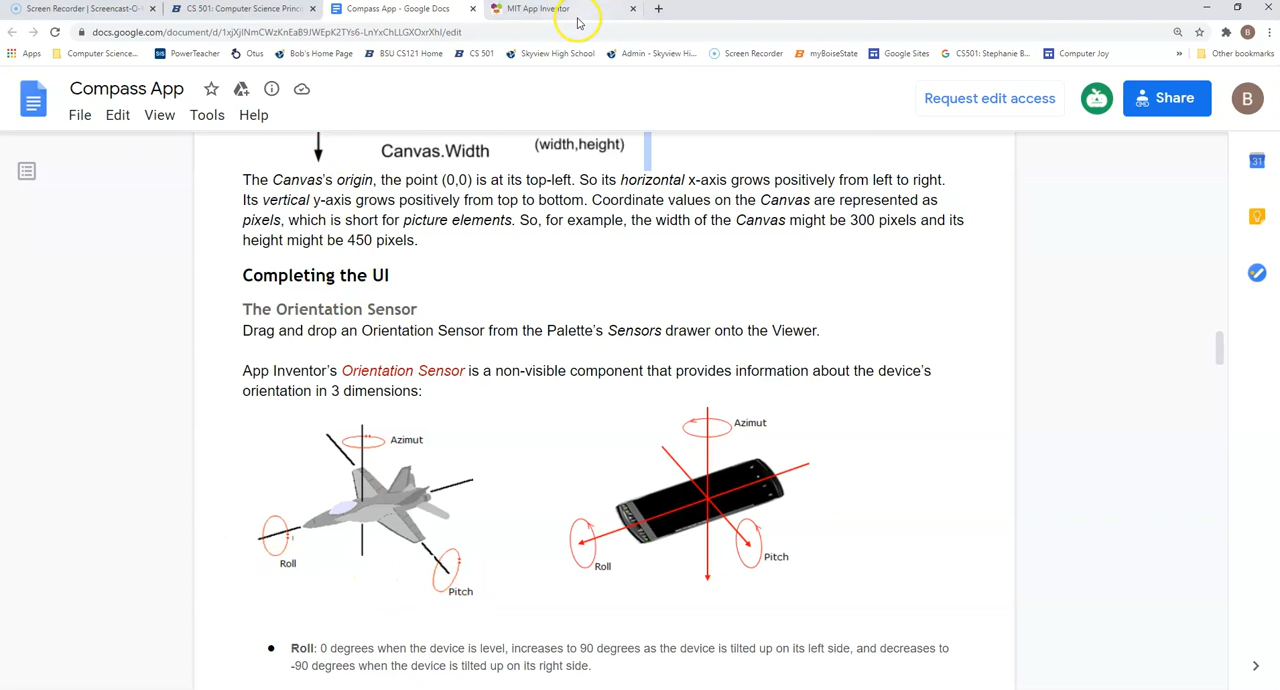 Screen Recorder | Screencast-O-M
CS 501: Computer Science Princi
Compass App - Google Docs
MIT App Inventor
docs.google.com/document/d/1xjXjlNmCWzKnEaB9JWEpK2TYs6-LnYxChLLGXOxrXhI/edit
Apps
Computer Science...
PowerTeacher
Otus
Bob's Home Page
BSU CS121 Home
CS 501
Skyview High School
Admin - Skyview Hi...
Screen Recorder
myBoiseState
Google Sites
CS501: Stephanie B...
Computer Joy
»
Other bookmarks
Compass App
File Edit View Tools Help
Request edit access
Share
B
Canvas.Width
(width,height)
The Canvas's origin, the point (0,0) is at its top-left. So its horizontal x-axis grows positively from left to right.
Its vertical y-axis grows positively from top to bottom. Coordinate values on the Canvas are represented as
pixels, which is short for picture elements. So, for example, the width of the Canvas might be 300 pixels and its
height might be 450 pixels.
Completing the UI
The Orientation Sensor
Drag and drop an Orientation Sensor from the Palette's Sensors drawer onto the Viewer.
App Inventor's Orientation Sensor is a non-visible component that provides information about the device's
orientation in 3 dimensions:
Azimut
Roll
Pitch
Azimut
Roll
Pitch
● Roll: 0 degrees when the device is level, increases to 90 degrees as the device is tilted up on its left side, and decreases to
-90 degrees when the device is tilted up on its right side.
31